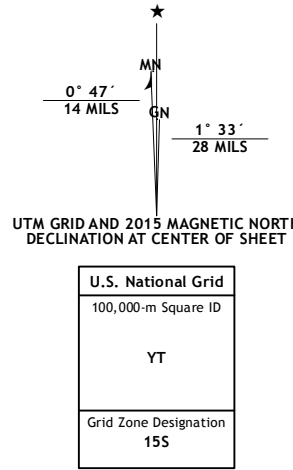 ★
MN
0° 47´
14 MILS
GN
1° 33´
28 MILS
UTM GRID AND 2015 MAGNETIC NORTH
DECLINATION AT CENTER OF SHEET
U.S. National Grid
100,000-m Square ID
YT
Grid Zone Designation
15S